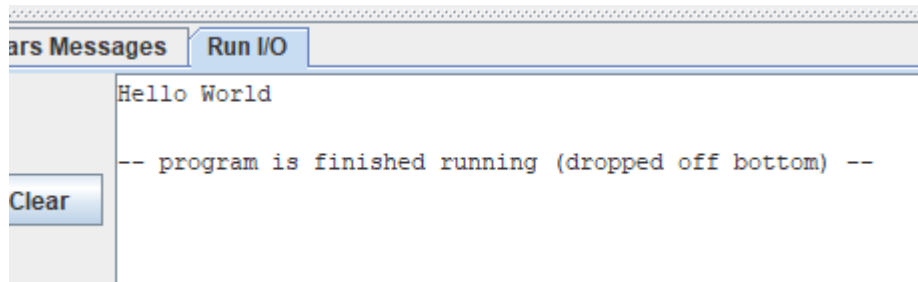 ars Messages
Run I/O
Hello World
-- program is finished running (dropped off bottom) --
Clear